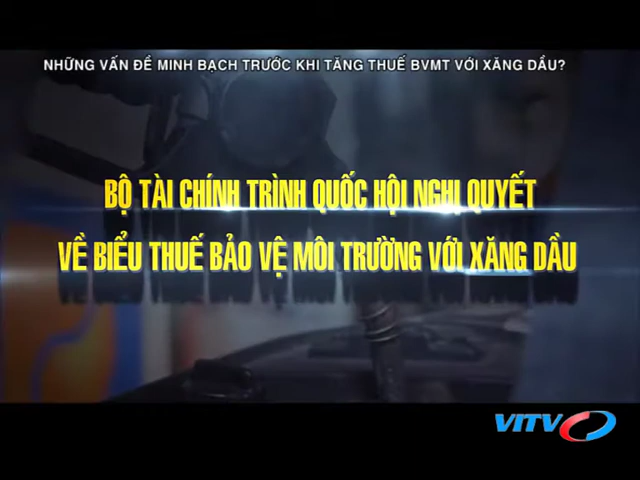 NHỮNG VẤN ĐỀ MINH BẠCH TRƯỚC KHI TĂNG THUẾ BVMT VỚI XĂNG DẦU?
BỘ TÀI CHÍNH TRÌNH QUỐC HỘI NGHỊ QUYẾT
VỀ BIỂU THUẾ BẢO VỆ MÔI TRƯỜNG VỚI XĂNG DẦU
VITV